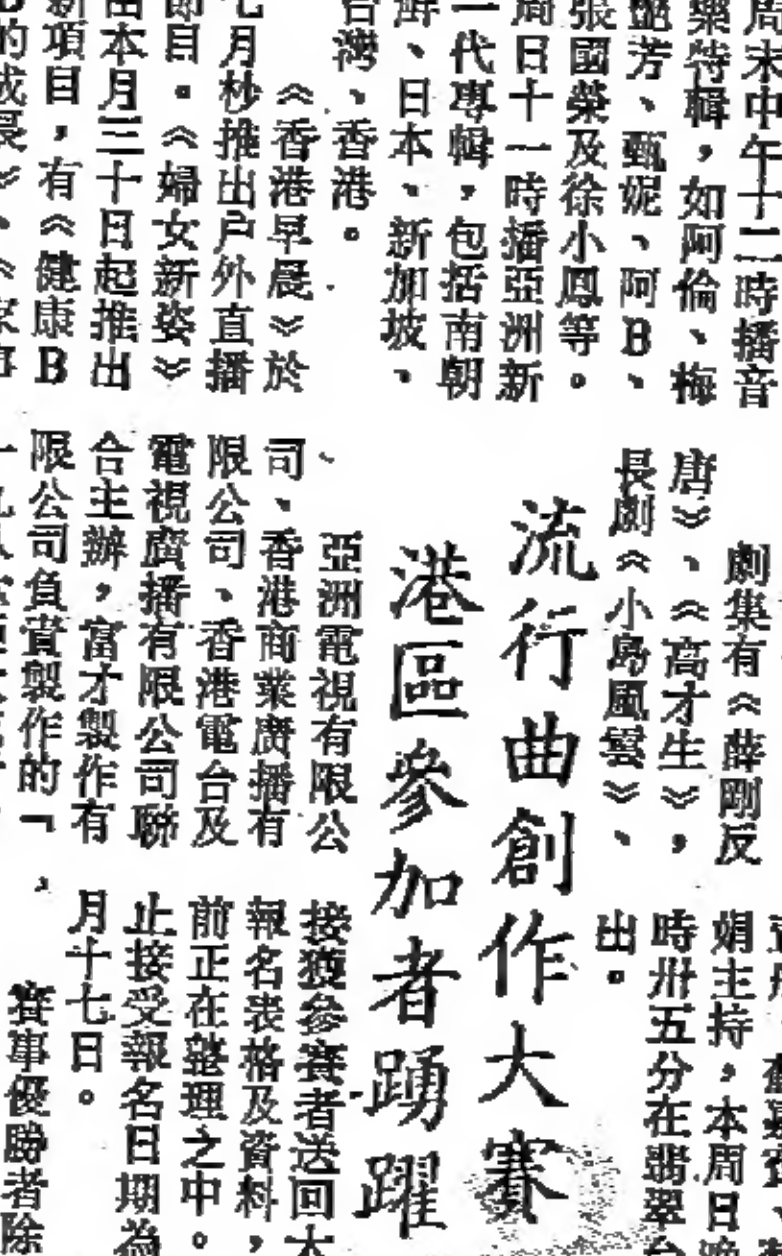 周末中午十二時播音
樂特輯，如阿倫、梅
艷芳、甄妮、阿B、
張國榮及徐小鳳等。
周日十一時播亞洲新
一代專輯，包括南朝
鮮、日本、新加坡、
台灣、香港。
《香港早晨》於
七月杪推出戶外直播
節目。《婦女新姿》
由本月三十日起推出
新項目，有《健康B
的成長》、《家
劇集有《薛剛反
唐》、《高才生》，
長劇《小島風雲》、
流行曲創作大賽
港區參加者踴躍
亞洲電視有限公
司、香港商業廣播有
限公司、香港電台及
電視廣播有限公司聯
合主辦，富才製作有
限公司負責製作的「
娟主持，本周日晚
時卅五分在翡翠台
出。
接獲參賽者送回大
報名表格及資料，
前正在整理之中。
止接受報名日期為
月十七日。
賽事優勝者除